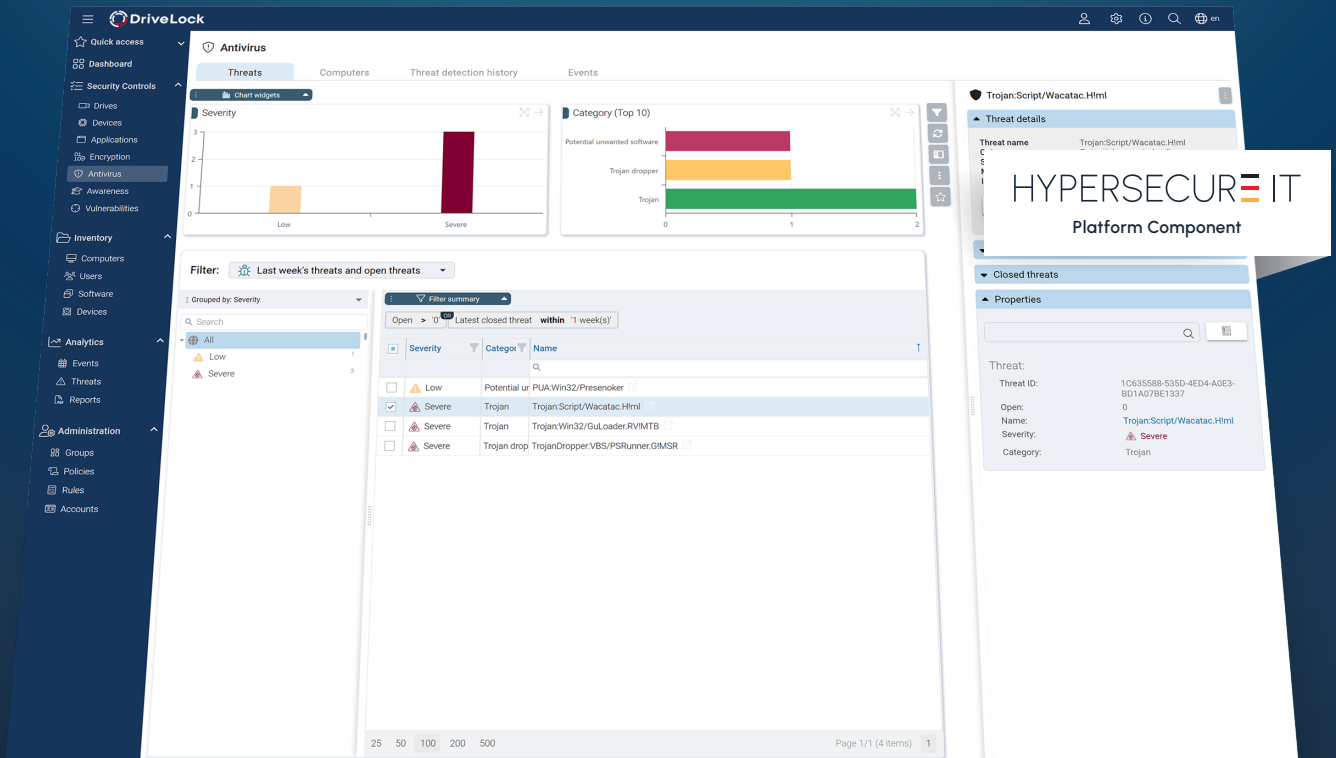 DriveLock
en
Quick access
Dashboard
Security Controls
Drives
Devices
Applications
Encryption
Antivirus
Awareness
Vulnerabilities
Inventory
Computers
Users
Software
Devices
Analytics
Events
Threats
Reports
Administration
Groups
Policies
Rules
Accounts
Antivirus
Threats Computers Threat detection history Events
Chart widgets
Severity
3
2
1
0
Low Severe
Category (Top 10)
Potential unwanted software
Trojan dropper
Trojan
0 1 2
Filter: Last week's threats and open threats
Grouped by: Severity
Search
All
Low 1
Severe 3
Filter summary
Open > '0' OR Latest closed threat within '1 week(s)'
Severity Categor Name
Low Potential ur PUA:Win32/Presenoker
Severe Trojan Trojan:Script/Wacatac.H!ml
Severe Trojan Trojan:Win32/GuLoader.RV!MTB
Severe Trojan drop TrojanDropper:VBS/PSRunner.G!MSR
25 50 100 200 500
Page 1/1 (4 items) 1
Trojan:Script/Wacatac.H!ml
Threat details
Threat name Trojan:Script/Wacatac.H!ml
HYPERSECURE IT
Platform Component
Closed threats
Properties
Threat:
Threat ID: 1C635588-535D-4ED4-A0E3-
BD1A07BE1337
Open: 0
Name: Trojan:Script/Wacatac.H!ml
Severity: Severe
Category: Trojan